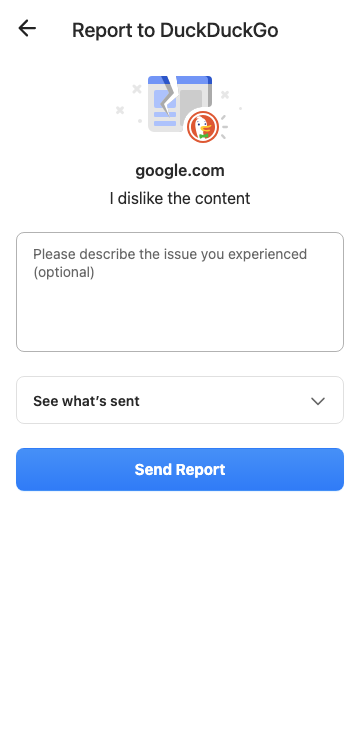 Report to DuckDuckGo
google.com
I dislike the content
Please describe the issue you experienced
(optional)
See what's sent
Send Report